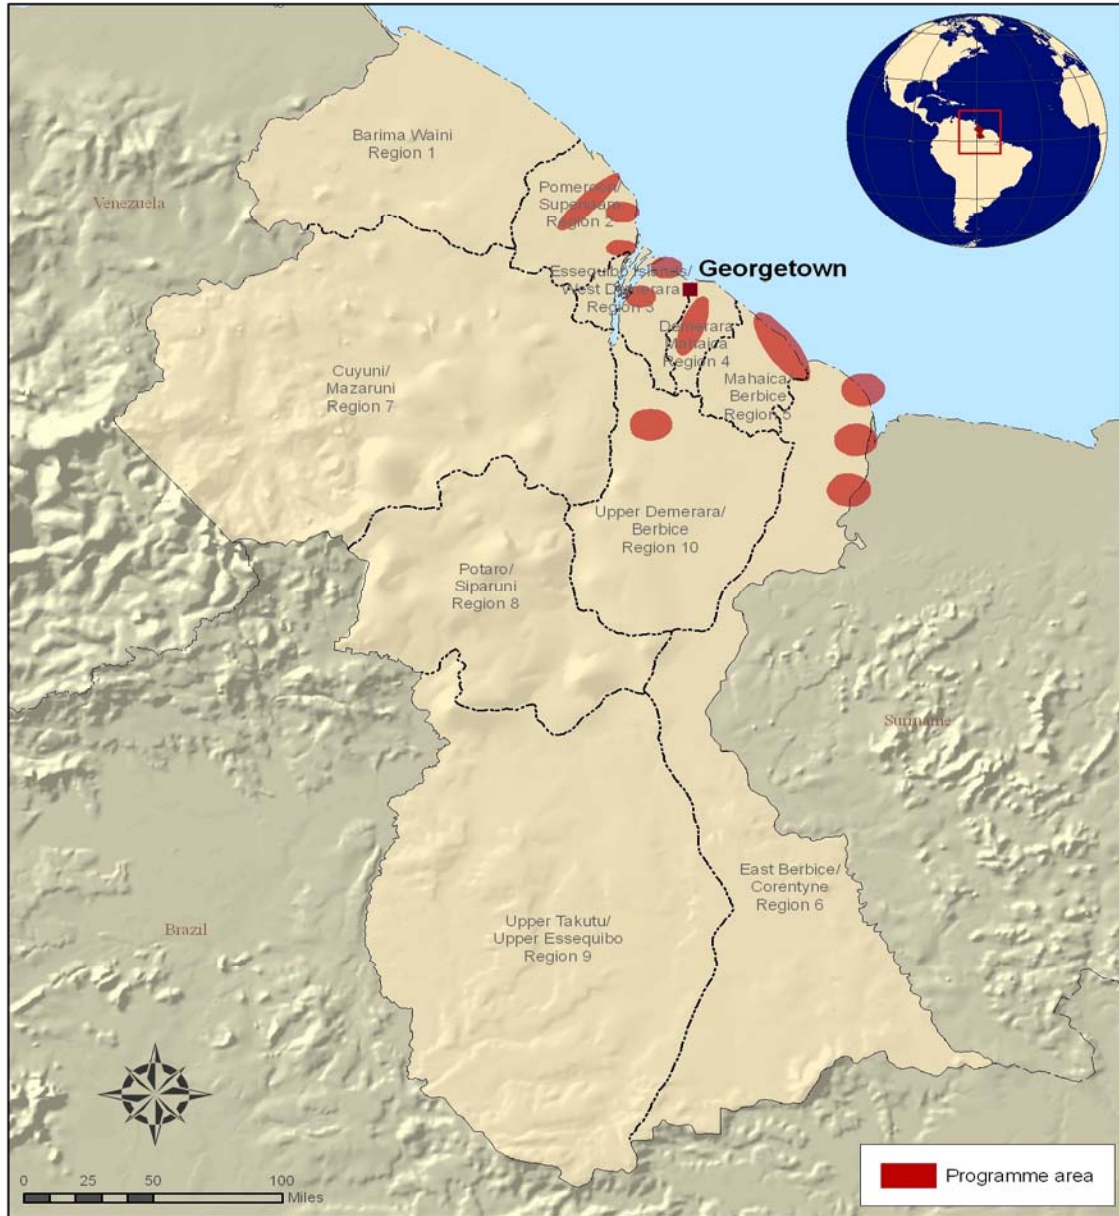 Barima Waini
Region 1
Venezuela
Pomeroon/
Supenaam
Region 2
Georgetown
Essequibo Islands/
West Demerara
Region 3
Demerara
Mahaica
Region 4
Cuyuni/
Mazaruni
Region 7
Mahaica/
Berbice
Region 5
Upper Demerara/
Berbice
Region 10
Potaro/
Siparuni
Region 8
Suriname
East Berbice/
Corentyne
Region 6
Upper Takutu/
Upper Essequibo
Region 9
Brazil
0 25 50 100
Miles
Programme area